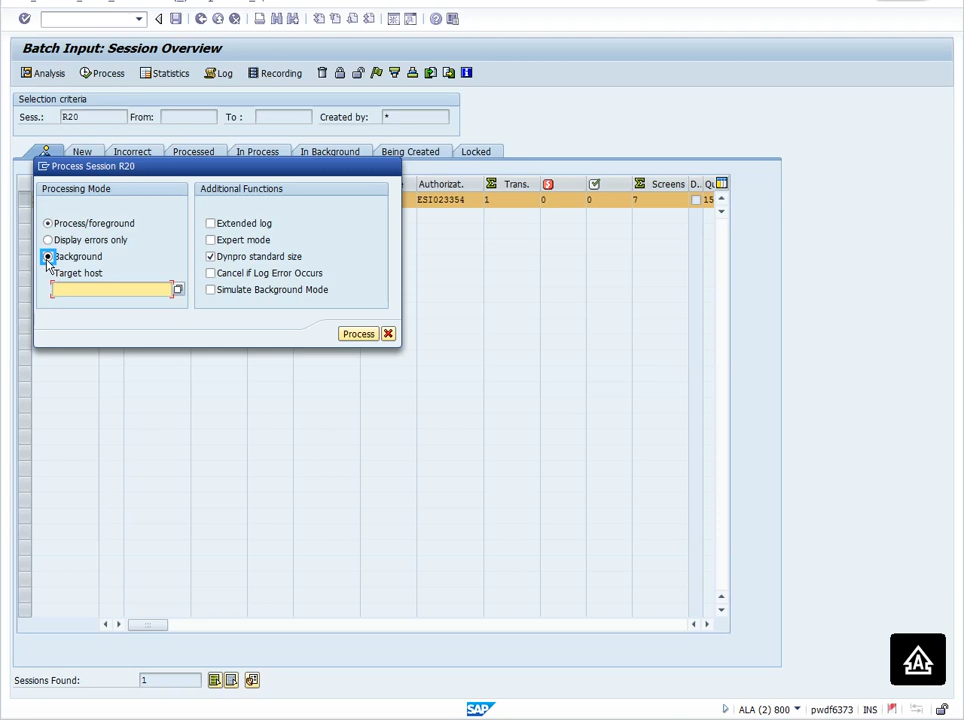 Batch Input: Session Overview
Analysis Process Statistics Log Recording
Selection criteria
Sess.: R20 From: To : Created by: *
New Incorrect Processed In Process In Background Being Created Locked
Process Session R20
Processing Mode Additional Functions
Authorizat. Trans. Screens D..
ESI023354 1 0 0 7 15
Process/foreground Extended log
Display errors only Expert mode
Background Dynpro standard size
Target host Cancel if Log Error Occurs
Simulate Background Mode
Process
Sessions Found: 1
SAP ALA (2) 800 pwdf6373 INS